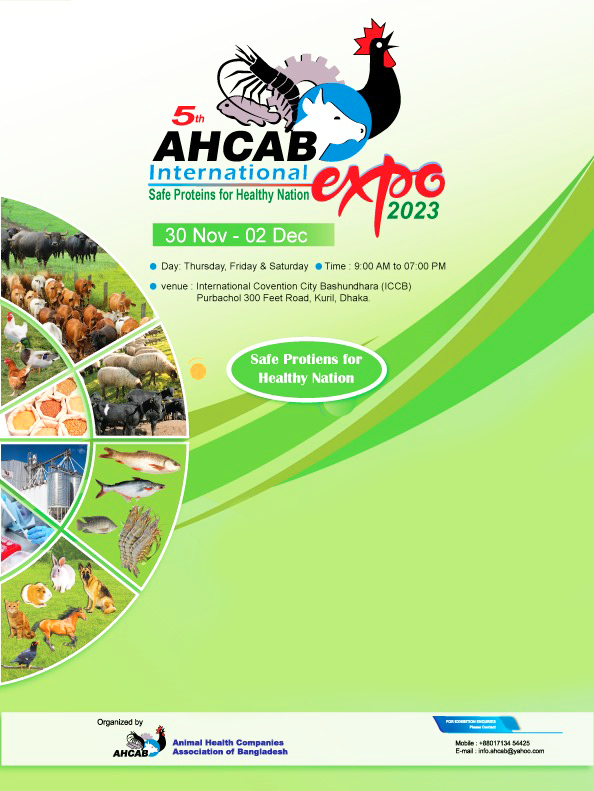 5th
AHCAB
International
expo
Safe Proteins for Healthy Nation
2023
30 Nov - 02 Dec
Day: Thursday, Friday & Saturday Time : 9:00 AM to 07:00 PM
venue : International Covention City Bashundhara (ICCB)
Purbachol 300 Feet Road, Kuril, Dhaka.
Safe Protiens for
Healthy Nation
Organized by
AHCAB
Animal Health Companies
Association of Bangladesh
FOR EXIBITION ENQUIRIES
Please Contact
Mobile : +88017134 54425
E-mail : info.ahcab@yahoo.com